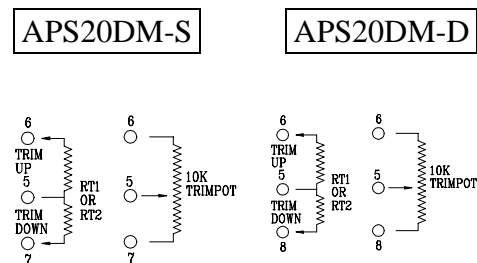 APS20DM-S
APS20DM-D
6
TRIM
UP
5
RT1
OR
RT2
TRIM
DOWN
7
6
5
10K
TRIMPOT
7
6
TRIM
UP
5
RT1
OR
RT2
TRIM
DOWN
8
6
5
10K
TRIMPOT
8